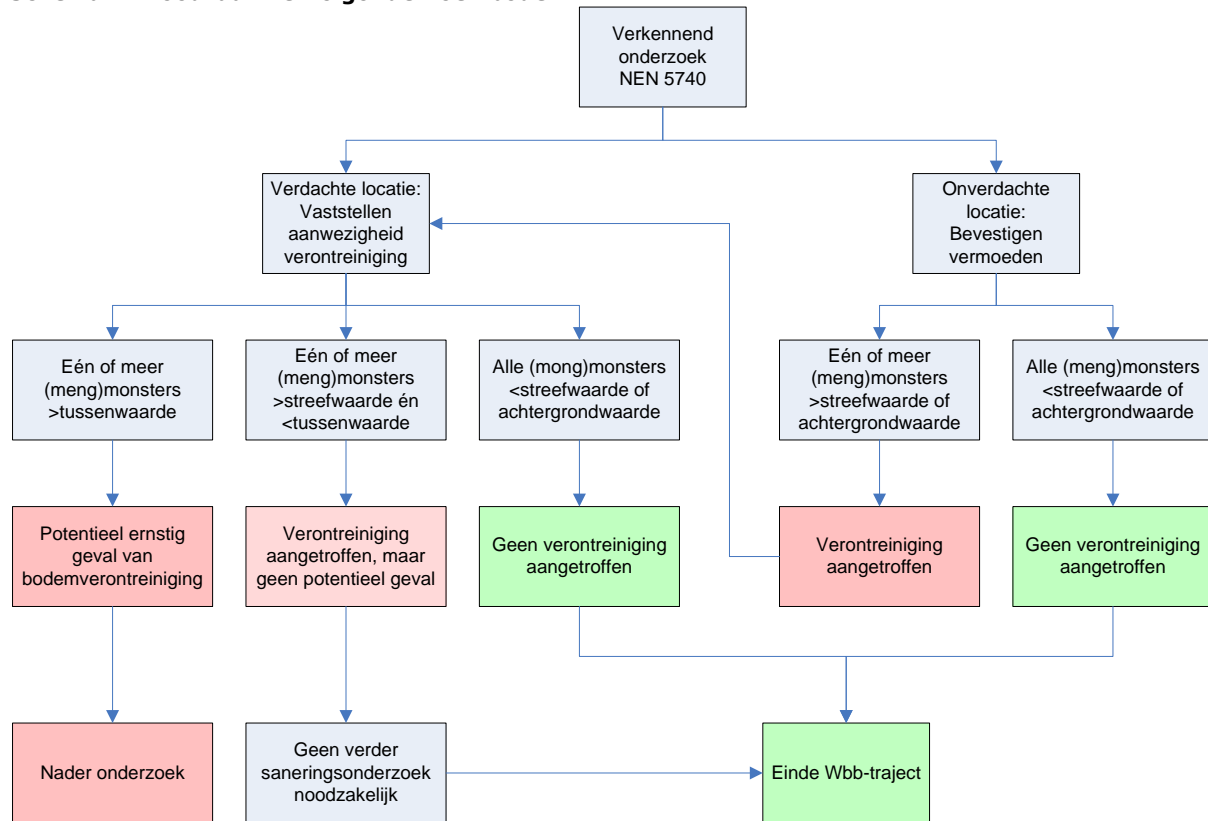 Verkennend
onderzoek
NEN 5740
Verdachte locatie:
Vaststellen
aanwezigheid
verontreiniging
Onverdachte
locatie:
Bevestigen
vermoeden
Eén of meer
(meng)monsters
>tussenwaarde
Eén of meer
(meng)monsters
>streefwaarde én
<tussenwaarde
Alle (mong)monsters
<streefwaarde of
achtergrondwaarde
Eén of meer
(meng)monsters
>streefwaarde of
achtergrondwaarde
Alle (meng)monsters
<streefwaarde of
achtergrondwaarde
Potentieel ernstig
geval van
bodemverontreiniging
Verontreiniging
aangetroffen, maar
geen potentieel geval
Geen verontreiniging
aangetroffen
Verontreiniging
aangetroffen
Geen verontreiniging
aangetroffen
Nader onderzoek
Geen verder
saneringsonderzoek
noodzakelijk
Einde Wbb-traject